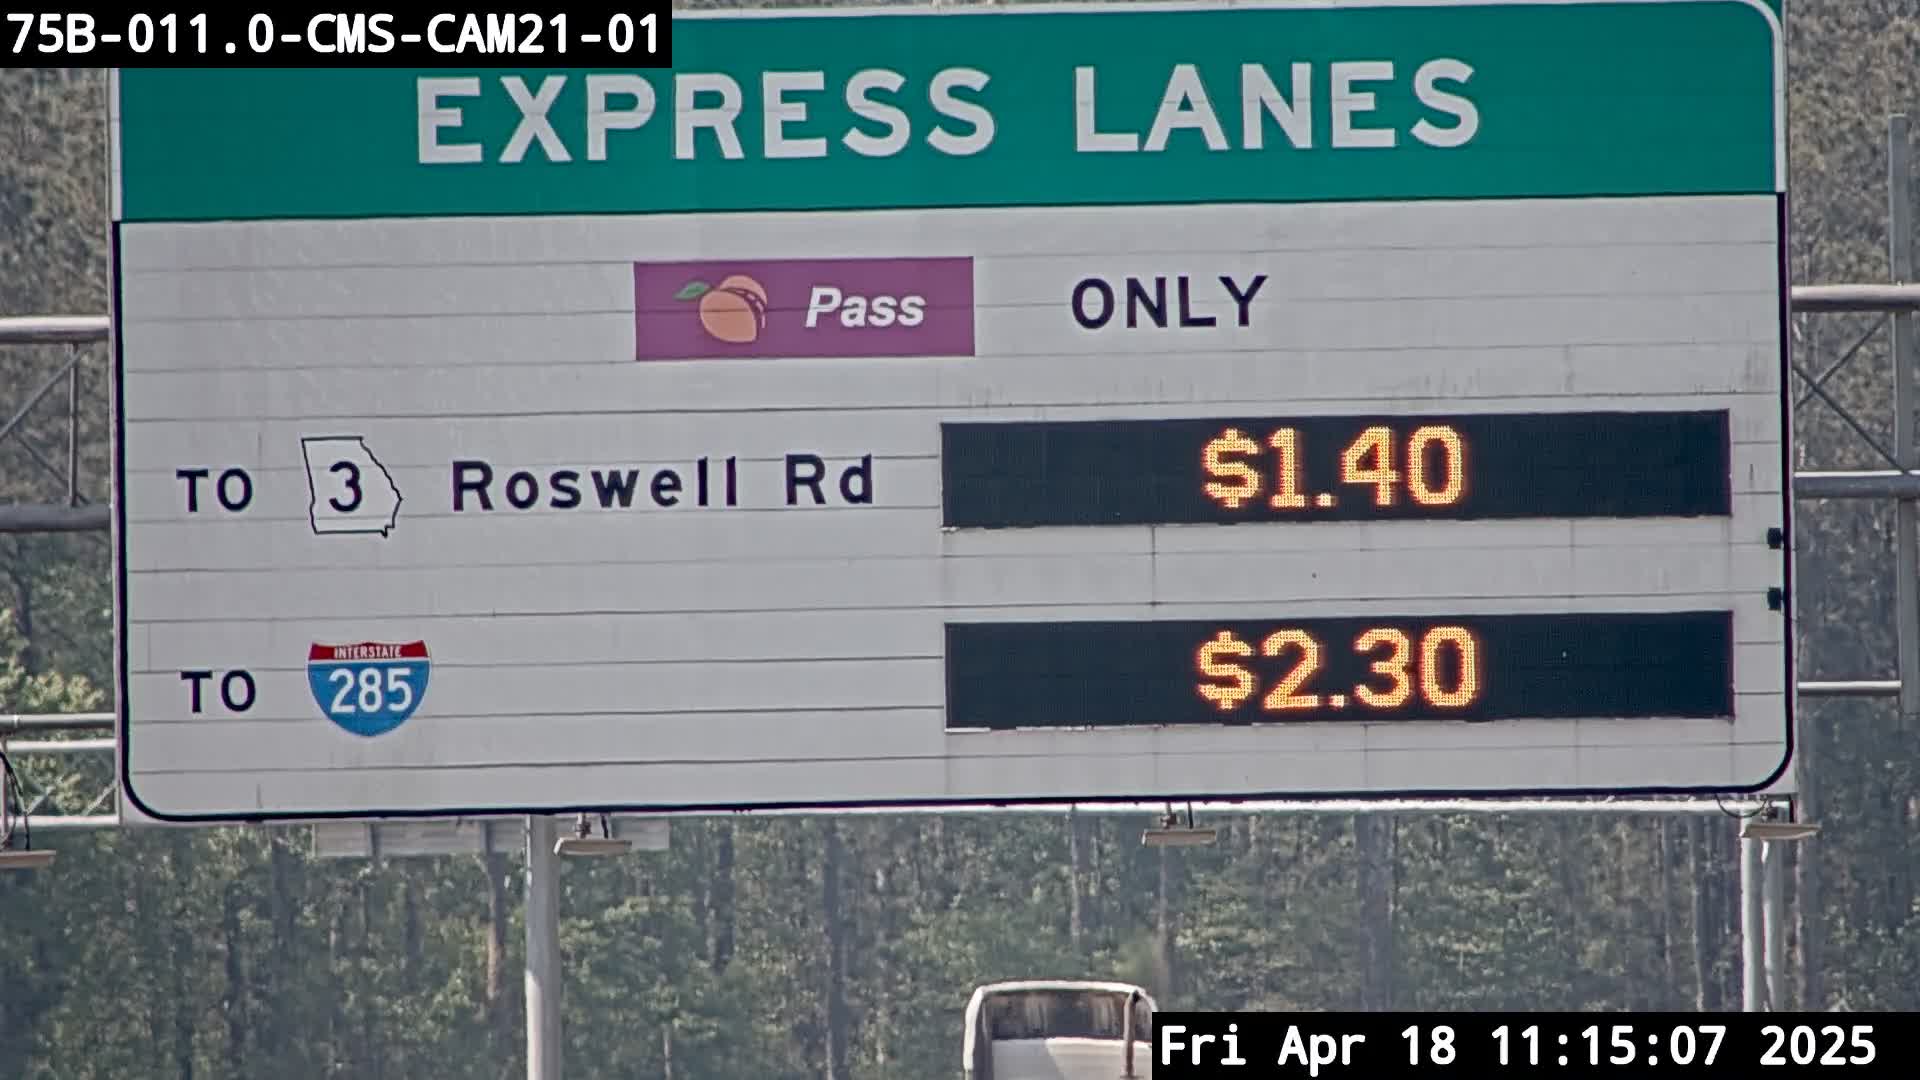 75B-011.0-CMS-CAM21-01
EXPRESS LANES
Pass ONLY
TO 3 Roswell Rd $1.40
TO INTERSTATE 285 $2.30
Fri Apr 18 11:15:07 2025